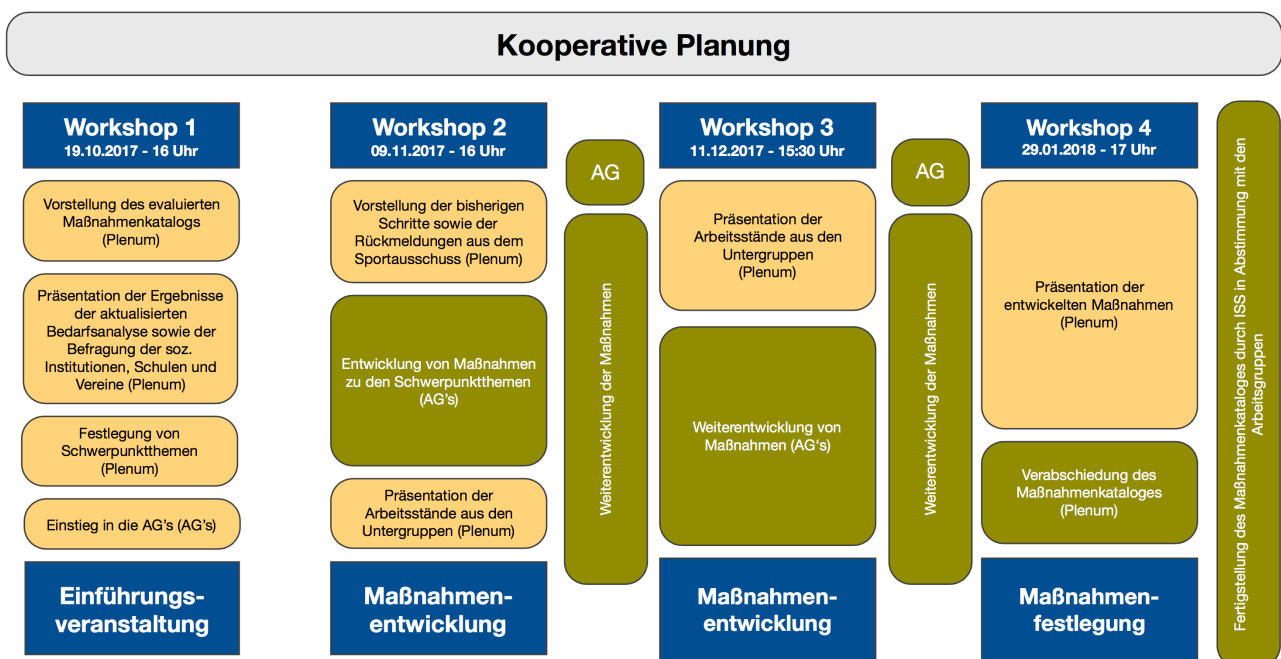 Kooperative Planung
Workshop 1
19.10.2017 - 16 Uhr
Vorstellung des evaluierten
Maßnahmenkatalogs
(Plenum)
Präsentation der Ergebnisse
der aktualisierten
Bedarfsanalyse sowie der
Befragung der soz.
Institutionen, Schulen und
Vereine (Plenum)
Festlegung von
Schwerpunktthemen
(Plenum)
Einstieg in die AG’s (AG’s)
Einführungs-
veranstaltung
Workshop 2
09.11.2017 - 16 Uhr
Vorstellung der bisherigen
Schritte sowie der
Rückmeldungen aus dem
Sportausschuss (Plenum)
Entwicklung von Maßnahmen
zu den Schwerpunktthemen
(AG’s)
Präsentation der
Arbeitsstände aus den
Untergruppen (Plenum)
Maßnahmen-
entwicklung
AG
Weiterentwicklung der Maßnahmen
Workshop 3
11.12.2017 - 15:30 Uhr
Präsentation der
Arbeitsstände aus den
Untergruppen
(Plenum)
Weiterentwicklung von
Maßnahmen (AG‘s)
Maßnahmen-
entwicklung
AG
Weiterentwicklung der Maßnahmen
Workshop 4
29.01.2018 - 17 Uhr
Präsentation der
entwickelten Maßnahmen
(Plenum)
Verabschiedung des
Maßnahmenkataloges
(Plenum)
Maßnahmen-
festlegung
Fertigstellung des Maßnahmenkataloges durch ISS in Abstimmung mit den
Arbeitsgruppen